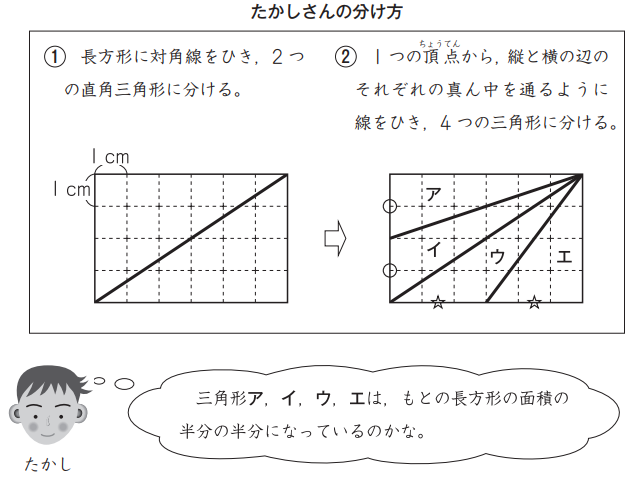 たかしさんの分け方
① 長方形に対角線をひき，2つ
の直角三角形に分ける。
② 1つの頂点から，縦と横の辺の
ちょうてん
それぞれの真ん中を通るように
線をひき，4つの三角形に分ける。
1cm
1cm
⇨
ア
イ
ウ
エ
☆
☆
三角形ア，イ，ウ，エは，もとの長方形の面積の
半分の半分になっているのかな。
たかし